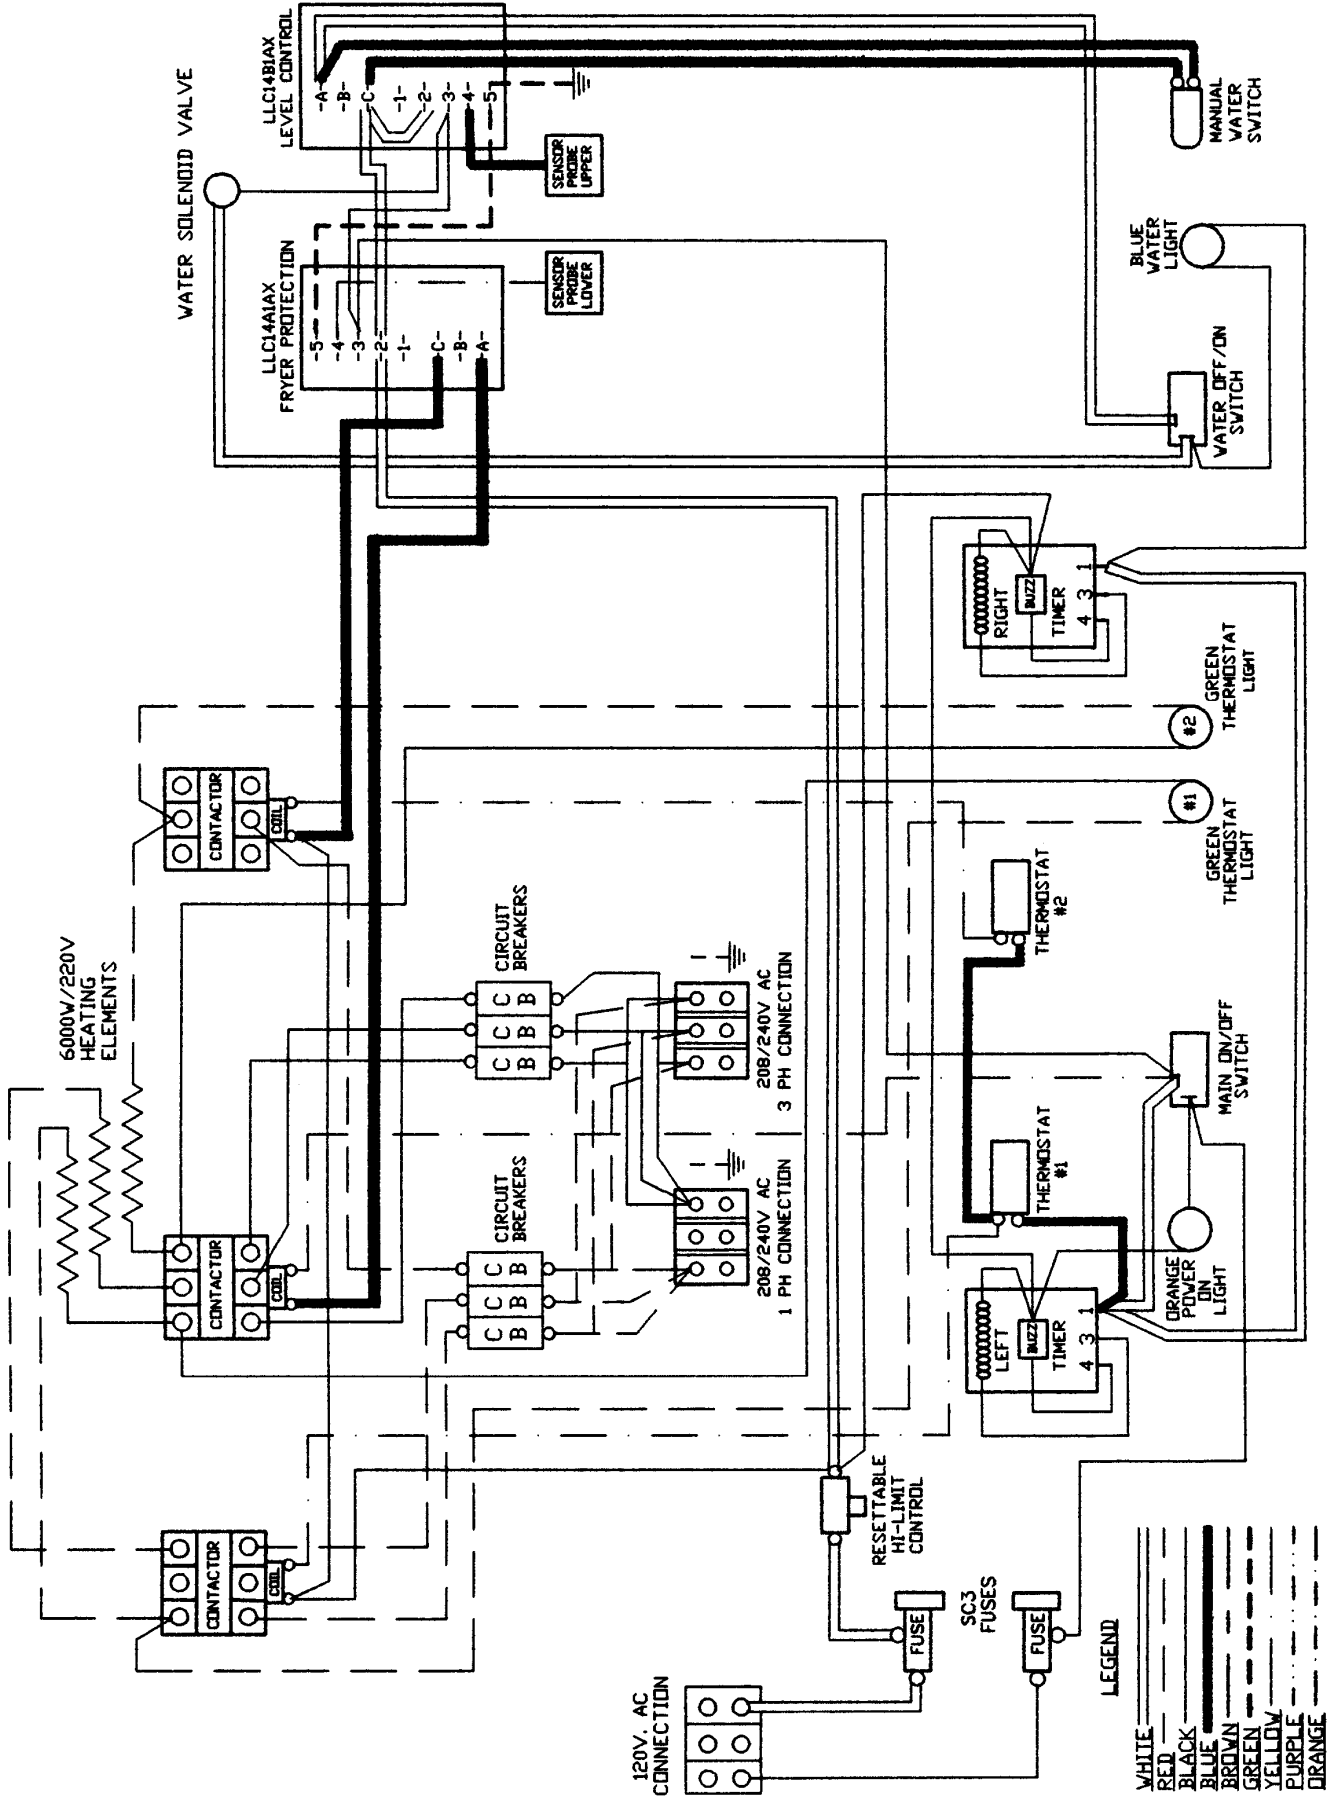 LLC14B1AX
LEVEL CONTROL
-A-
-B-
-C-
-1-
-2-
-3-
-4-
-5-
WATER SOLENOID VALVE
SENSOR
PROBE
UPPER
MANUAL
WATER
SWITCH
LLC14A1AX
FRYER PROTECTION
-5-
-4-
-3-
-2-
-1-
-C-
-B-
-A-
SENSOR
PROBE
LOWER
BLUE
WATER
LIGHT
WATER OFF/ON
SWITCH
RIGHT
BUZZ
TIMER
4 3 1
CONTACTOR
COIL
#2
GREEN
THERMOSTAT
LIGHT
#1
GREEN
THERMOSTAT
LIGHT
6000W/220V
HEATING
ELEMENTS
CIRCUIT
BREAKERS
C B
C B
C B
208/240V AC
3 PH CONNECTION
THERMOSTAT
#2
MAIN ON/OFF
SWITCH
CONTACTOR
COIL
CIRCUIT
BREAKERS
C B
C B
C B
208/240V AC
1 PH CONNECTION
THERMOSTAT
#1
ORANGE
POWER
ON
LIGHT
LEFT
BUZZ
TIMER
4 3 1
CONTACTOR
COIL
RESETTABLE
HI-LIMIT
CONTROL
120V. AC
CONNECTION
FUSE
SC3
FUSES
FUSE
LEGEND
WHITE
RED
BLACK
BLUE
BROWN
GREEN
YELLOW
PURPLE
ORANGE